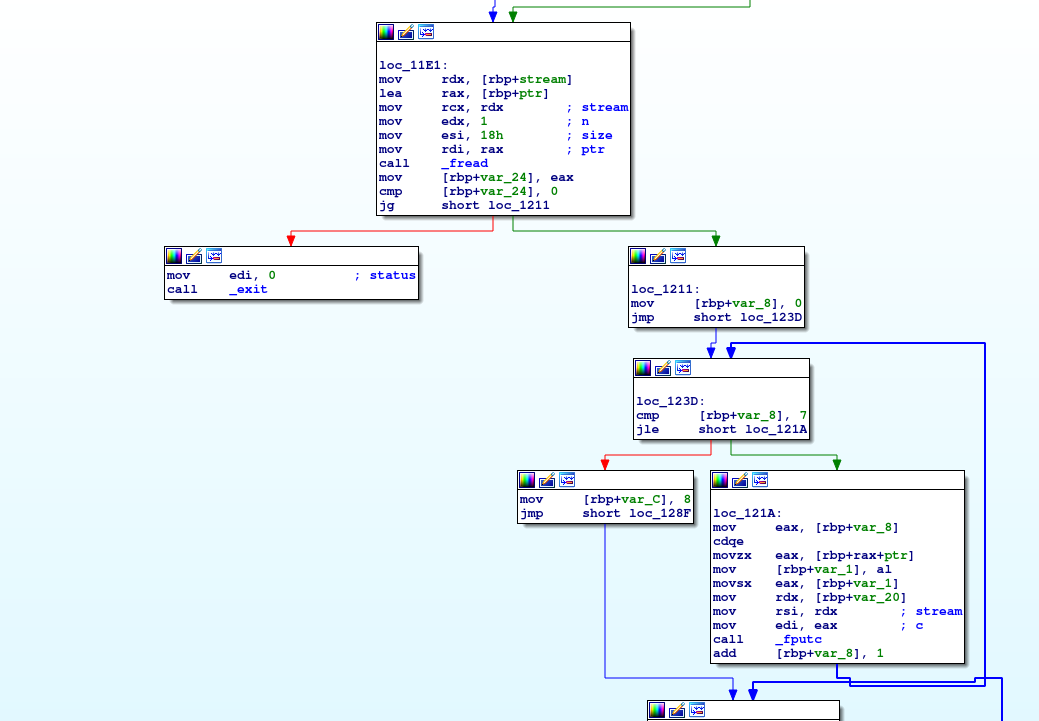 loc_11E1:
mov rdx, [rbp+stream]
lea rax, [rbp+ptr]
mov rcx, rdx ; stream
mov edx, 1 ; n
mov esi, 18h ; size
mov rdi, rax ; ptr
call _fread
mov [rbp+var_24], eax
cmp [rbp+var_24], 0
jg short loc_1211
mov edi, 0 ; status
call _exit
loc_1211:
mov [rbp+var_8], 0
jmp short loc_123D
loc_123D:
cmp [rbp+var_8], 7
jle short loc_121A
mov [rbp+var_C], 8
jmp short loc_128F
loc_121A:
mov eax, [rbp+var_8]
cdqe
movzx eax, [rbp+rax+ptr]
mov [rbp+var_1], al
movsx eax, [rbp+var_1]
mov rdx, [rbp+var_20]
mov rsi, rdx ; stream
mov edi, eax ; c
call _fputc
add [rbp+var_8], 1